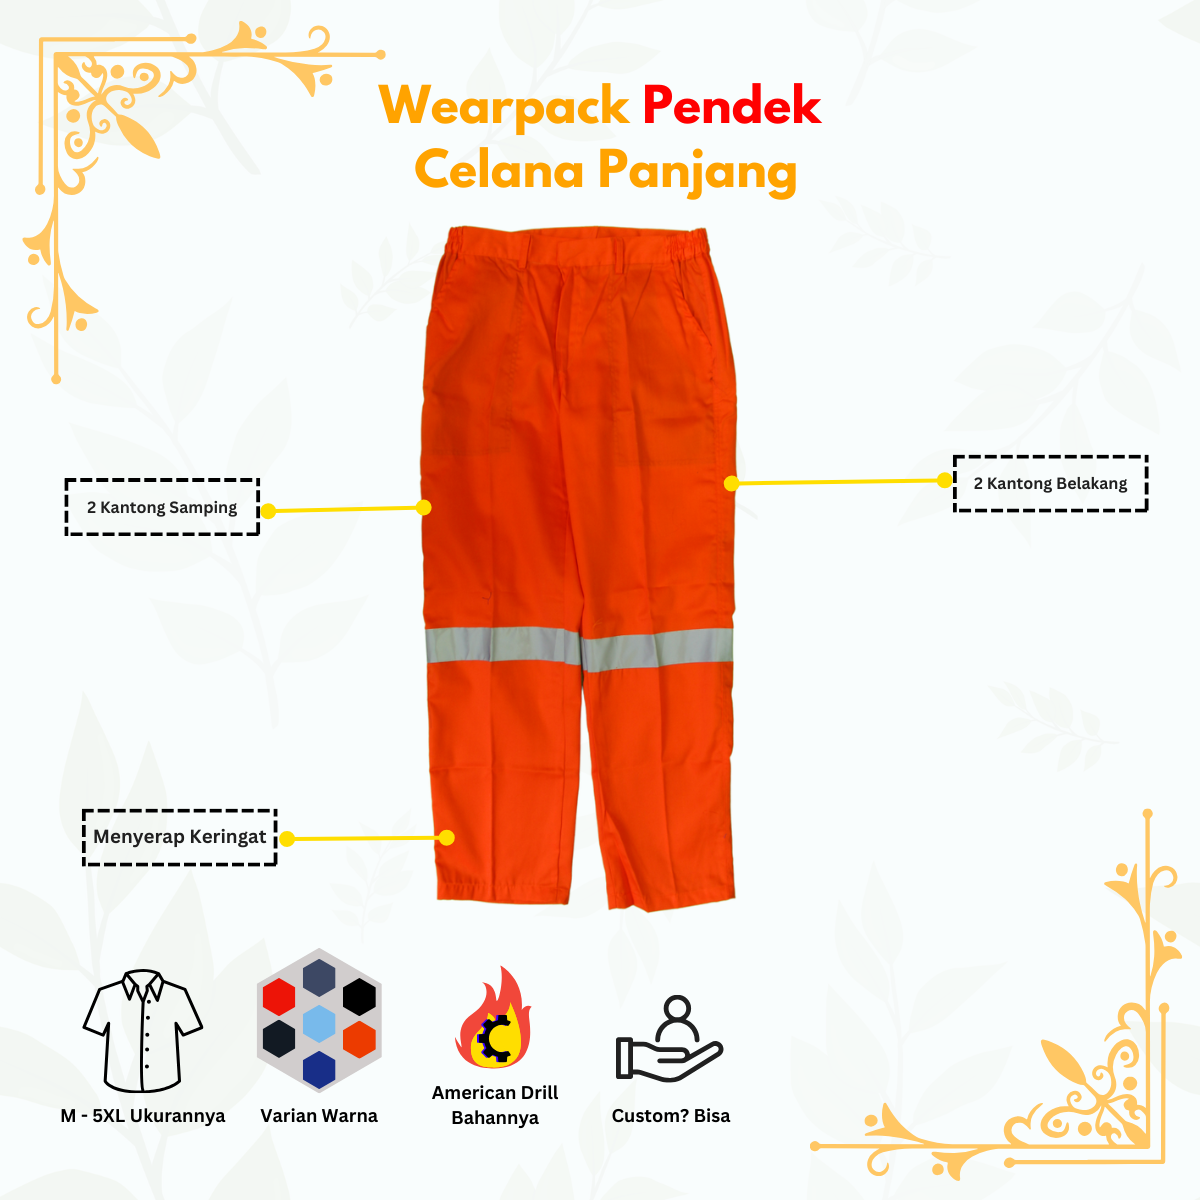 Wearpack Pendek
Celana Panjang
2 Kantong Belakang
2 Kantong Samping
Menyerap Keringat
M - 5XL Ukurannya
Varian Warna
American Drill
Bahannya
Custom? Bisa